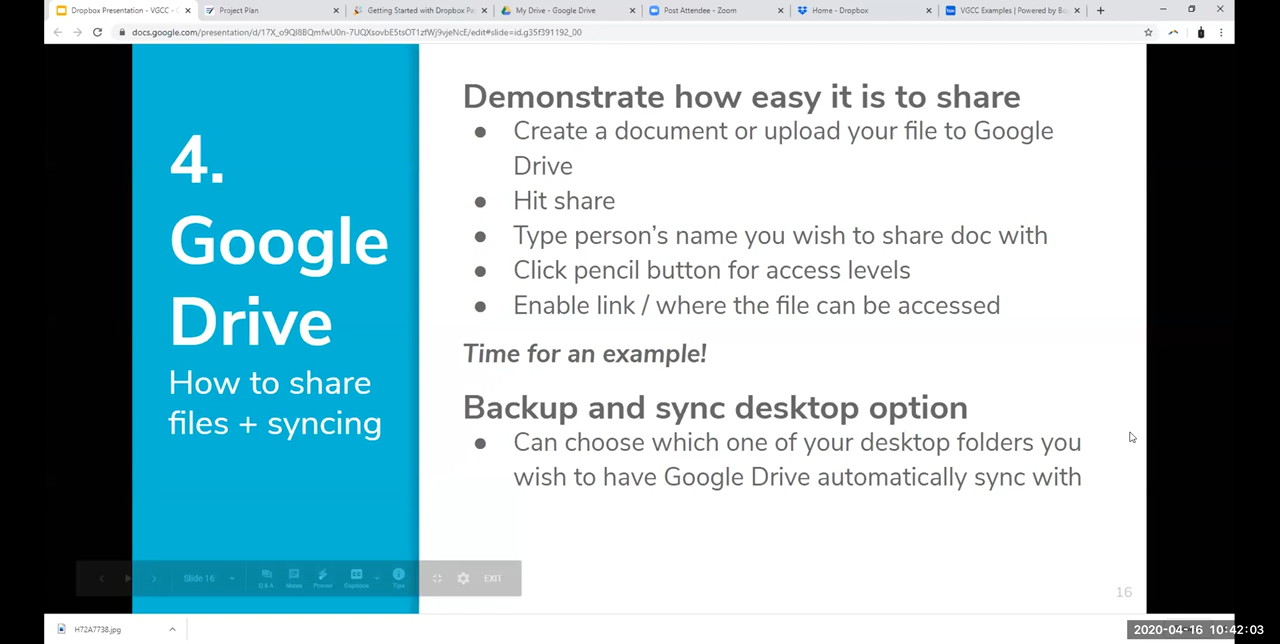 Dropbox Presentation - VGCC -
Project Plan
Getting Started with Dropbox Pa
My Drive - Google Drive
Post Attendee - Zoom
Home - Dropbox
VGCC Examples | Powered by Bo
docs.google.com/presentation/d/17X_o9QI8BQmfwU0n-7UQXsovbE5tsOT1zfWj9vjeNcE/edit#slide=id.g35f391192_00
4.
Google
Drive
How to share
files + syncing
Demonstrate how easy it is to share
● Create a document or upload your file to Google
Drive
● Hit share
● Type person's name you wish to share doc with
● Click pencil button for access levels
● Enable link / where the file can be accessed
Time for an example!
Backup and sync desktop option
● Can choose which one of your desktop folders you
wish to have Google Drive automatically sync with
Slide 16
Q&A
Notes
Pointer
CC
Captions
Tips
EXIT
16
H72A7738.jpg
2020-04-16 10:42:03